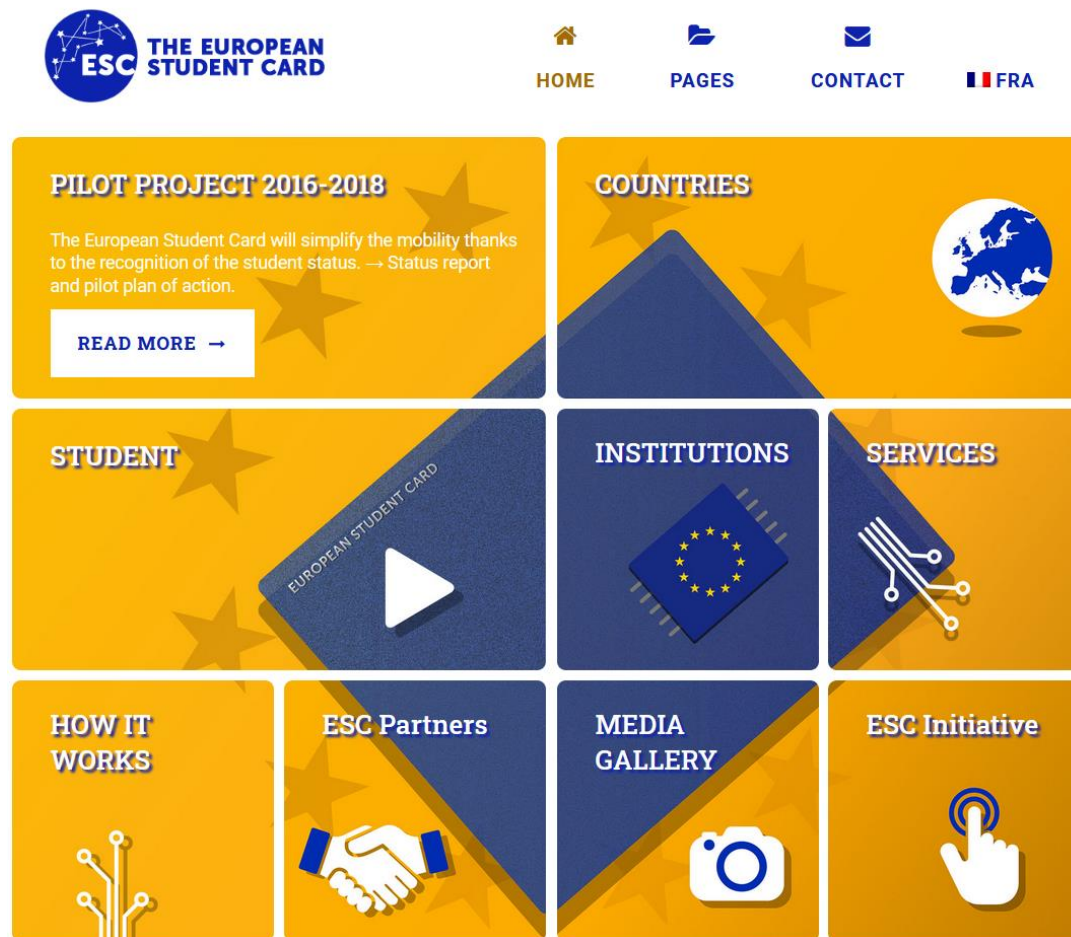 ESC
THE EUROPEAN
STUDENT CARD
HOME
PAGES
CONTACT
FRA
PILOT PROJECT 2016-2018
The European Student Card will simplify the mobility thanks
to the recognition of the student status. → Status report
and pilot plan of action.
READ MORE →
COUNTRIES
STUDENT
EUROPEAN STUDENT CARD
INSTITUTIONS
SERVICES
HOW IT
WORKS
ESC Partners
MEDIA
GALLERY
ESC Initiative